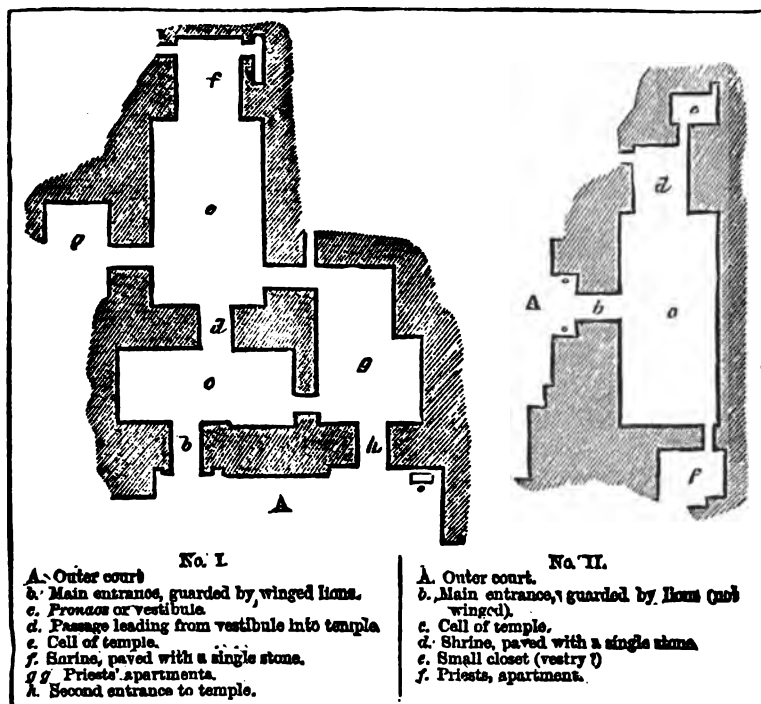 f
e
g
d
c
g
b
h
A
e
d
A
b
c
f
No. I.
A. Outer court
b. Main entrance, guarded by winged lions.
c. Pronaos or vestibule.
d. Passage leading from vestibule into temple
e. Cell of temple.
f. Shrine, paved with a single stone.
g g Priests' apartments.
h. Second entrance to temple.
No. II.
A. Outer court.
b. Main entrance, guarded by lions (not
winged).
c. Cell of temple.
d. Shrine, paved with a single stone
e. Small closet (vestry?)
f. Priests, apartment.